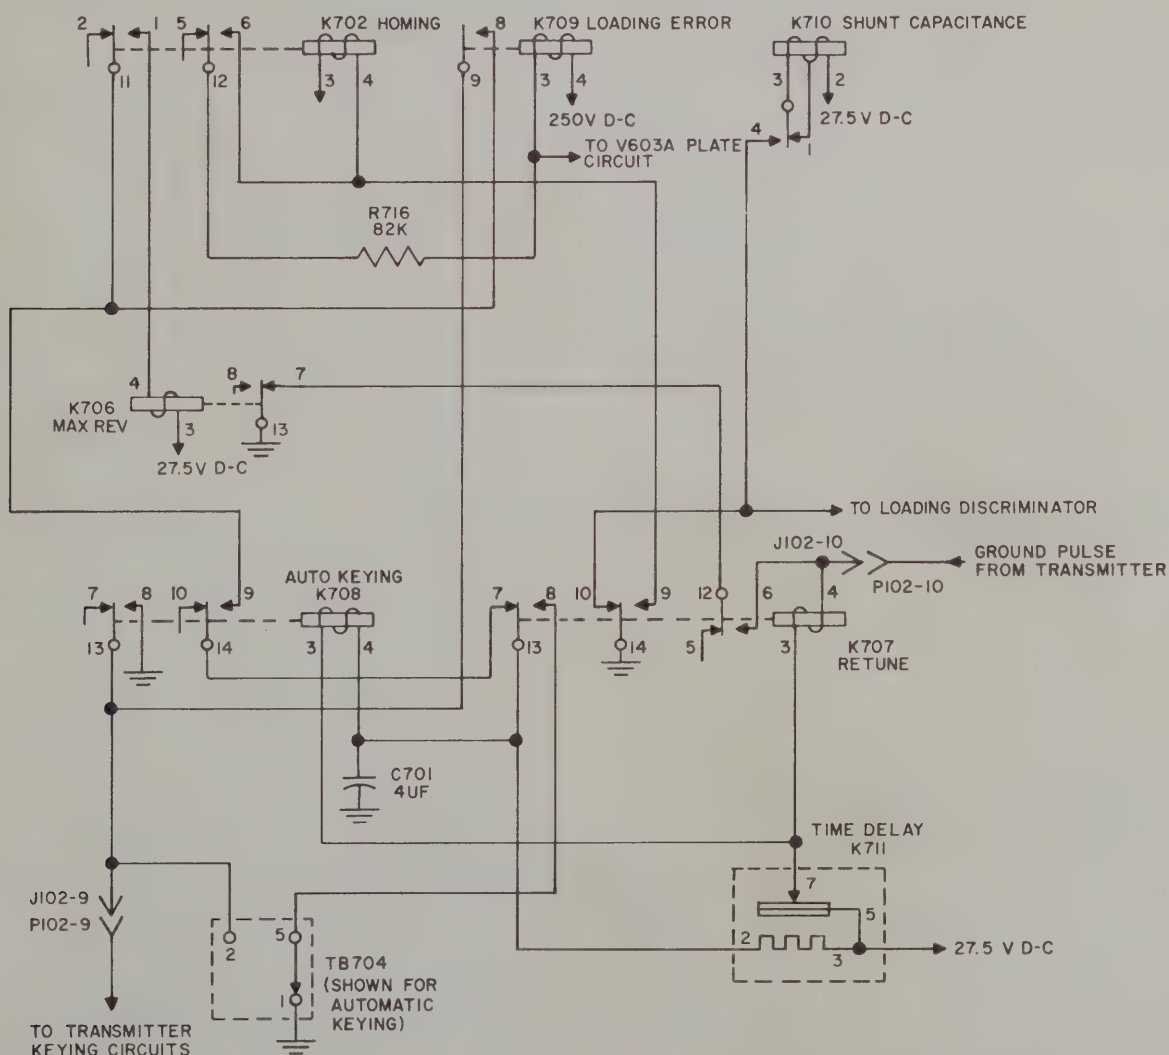 2 1 5 6 K702 HOMING 8 K709 LOADING ERROR K710 SHUNT CAPACITANCE
11 12 3 4 9 3 4 3 2
250V D-C 27.5V D-C
4 1
TO V603A PLATE
CIRCUIT
R716
82K
4 8 7
K706
MAX REV
3 13
27.5V D-C
TO LOADING DISCRIMINATOR
J102-10
GROUND PULSE
FROM TRANSMITTER
P102-10
AUTO KEYING
K708
7 8 10 9 7 8 10 9 12 6 4
13 14 3 4 13 14 5 3
K707
RETUNE
C701
4UF
TIME DELAY
K711
7
5
2 3
27.5 V D-C
J102-9
P102-9
2 5
1
TB704
(SHOWN FOR
AUTOMATIC
KEYING)
TO TRANSMITTER
KEYING CIRCUITS